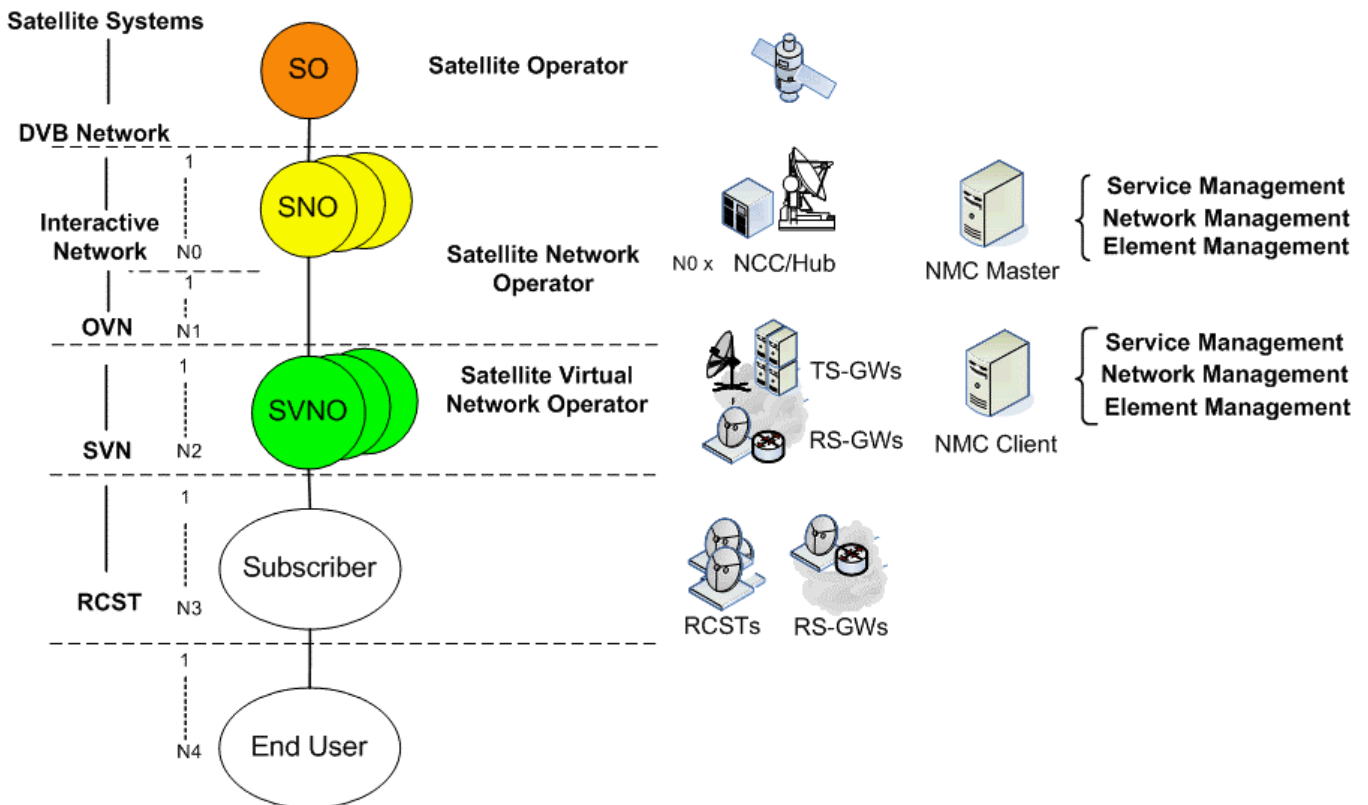 Satellite Systems
SO
Satellite Operator
DVB Network
1
Interactive
Network
N0
SNO
Satellite Network
Operator
N0 x
NCC/Hub
NMC Master
Service Management
Network Management
Element Management
1
OVN
N1
1
SVN
N2
SVNO
Satellite Virtual
Network Operator
TS-GWs
RS-GWs
NMC Client
Service Management
Network Management
Element Management
1
RCST
N3
Subscriber
RCSTs
RS-GWs
1
N4
End User